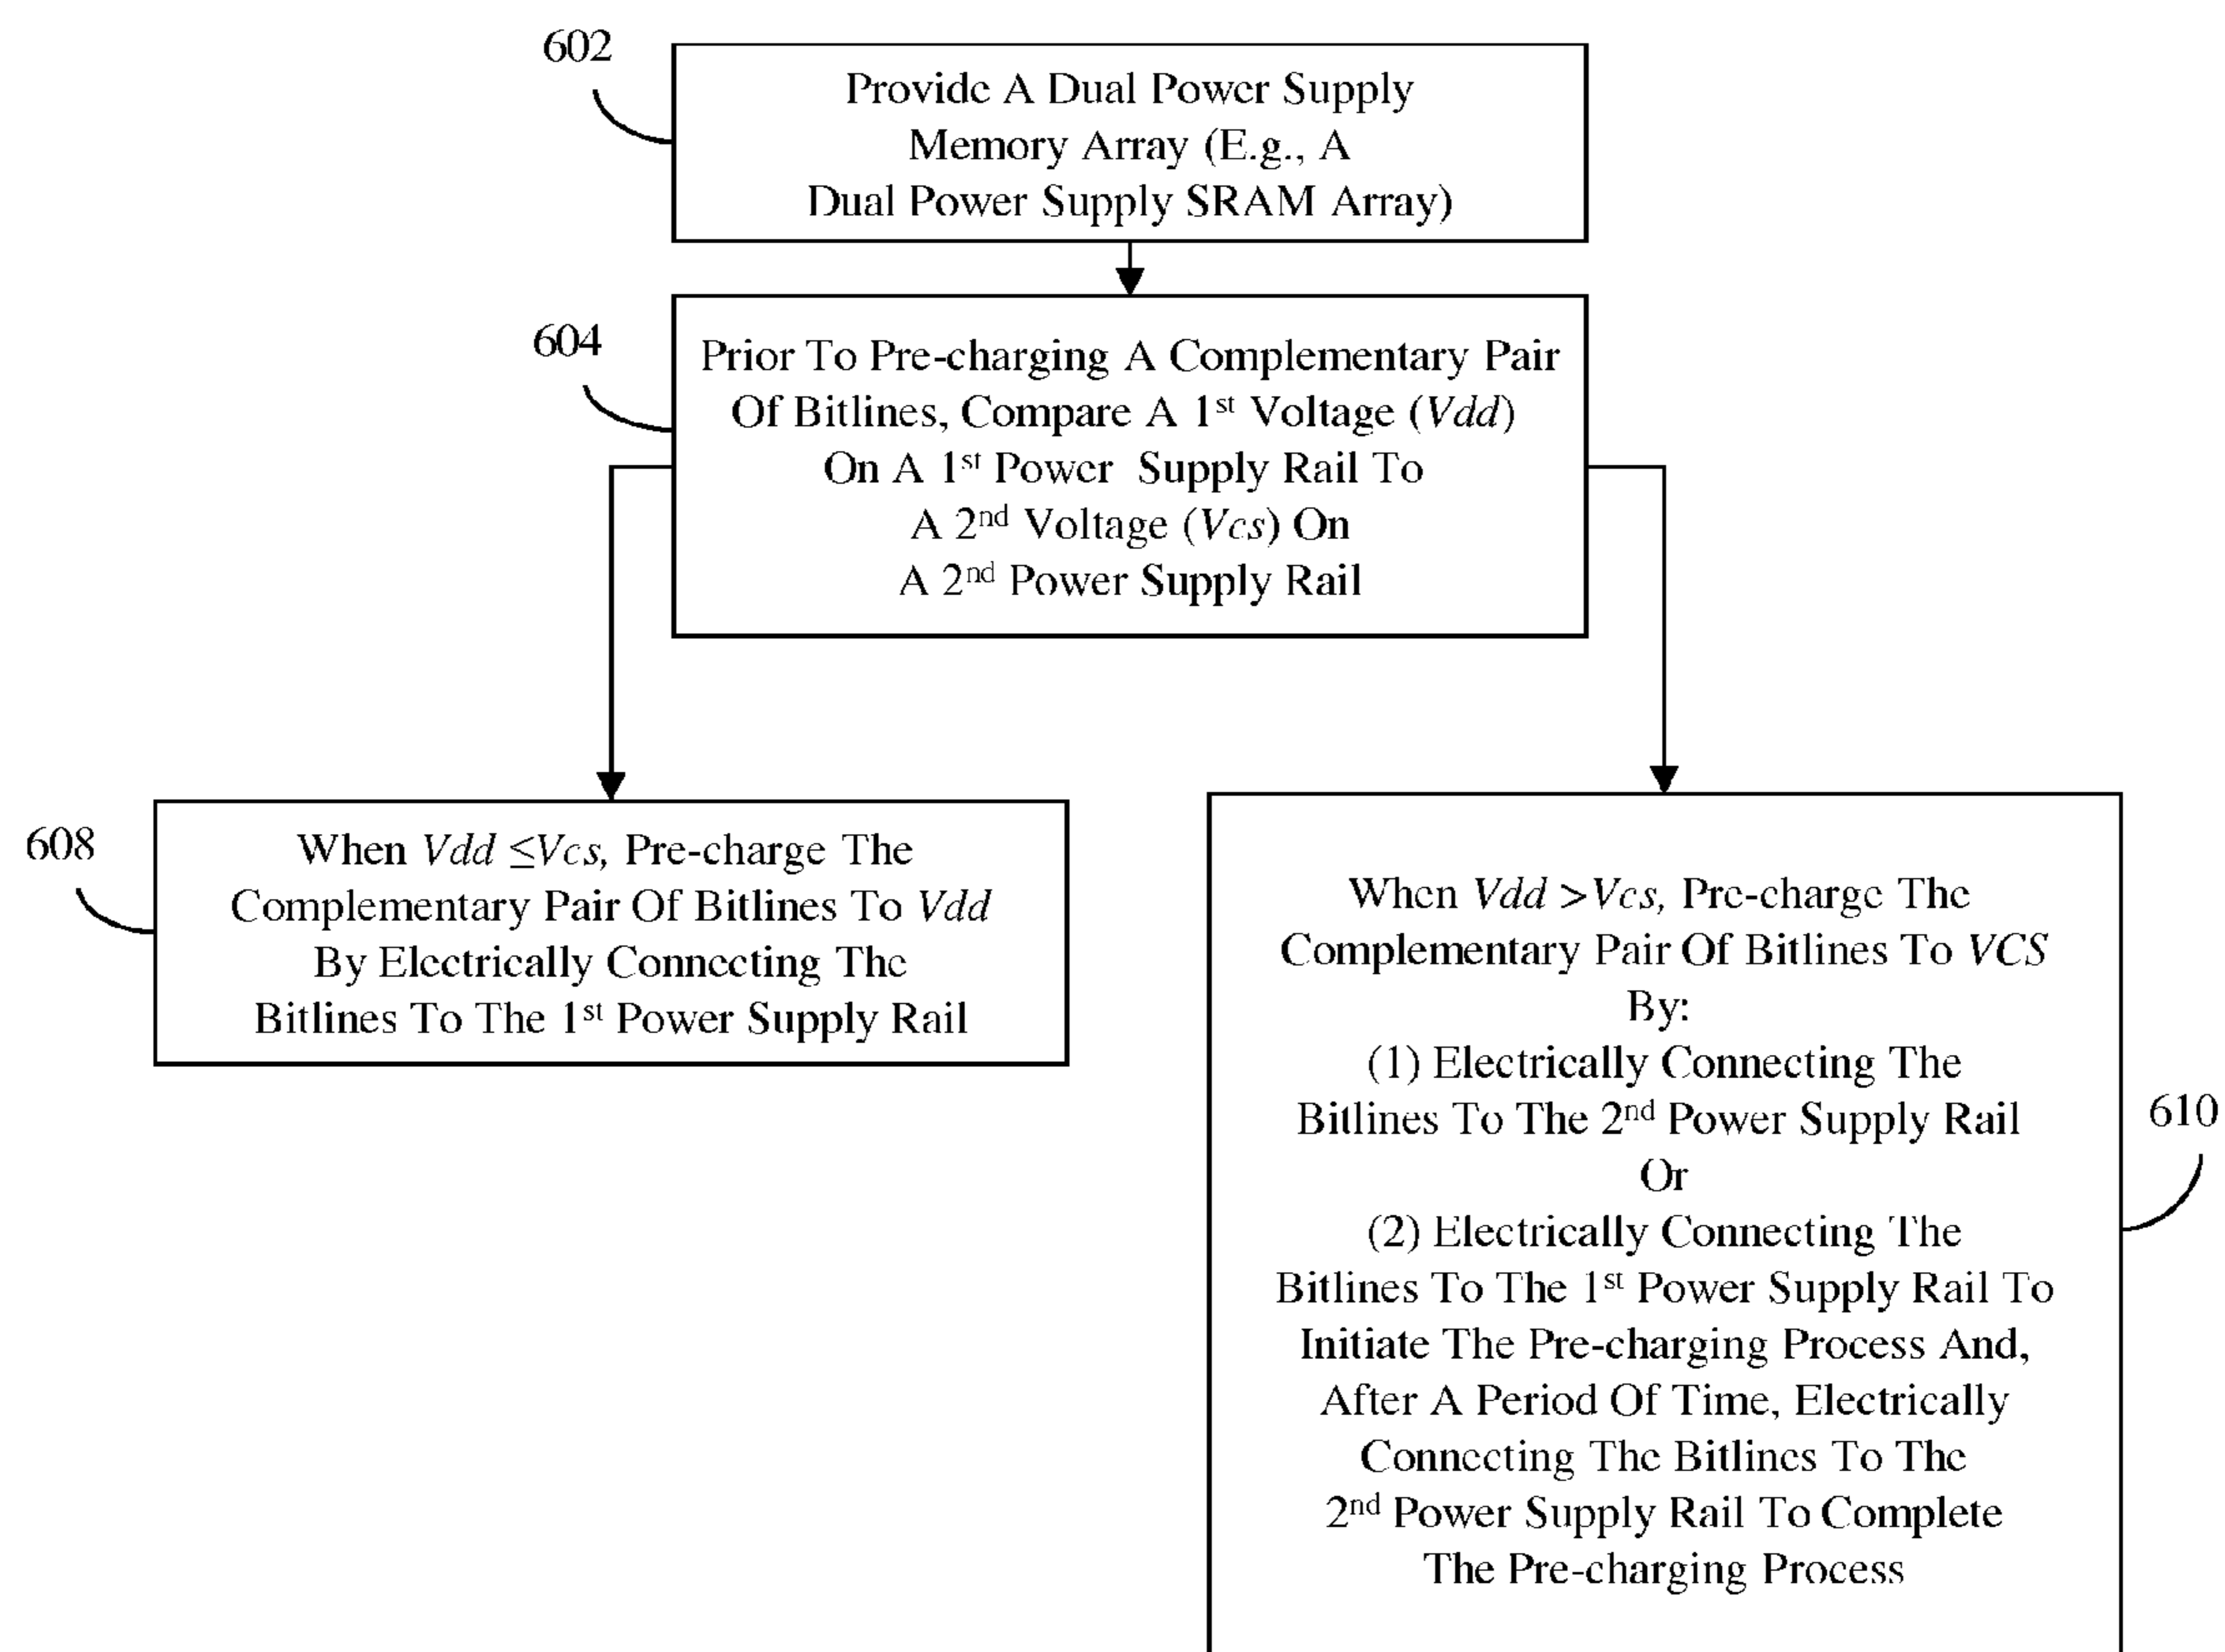 602
Provide A Dual Power Supply
Memory Array (E.g., A
Dual Power Supply SRAM Array)
604
Prior To Pre-charging A Complementary Pair
Of Bitlines, Compare A 1st Voltage (Vdd)
On A 1st Power Supply Rail To
A 2nd Voltage (Vcs) On
A 2nd Power Supply Rail
608
When Vdd ≤Vcs, Pre-charge The
Complementary Pair Of Bitlines To Vdd
By Electrically Connecting The
Bitlines To The 1st Power Supply Rail
When Vdd >Vcs, Pre-charge The
Complementary Pair Of Bitlines To VCS
By:
(1) Electrically Connecting The
Bitlines To The 2nd Power Supply Rail
Or
(2) Electrically Connecting The
Bitlines To The 1st Power Supply Rail To
Initiate The Pre-charging Process And,
After A Period Of Time, Electrically
Connecting The Bitlines To The
2nd Power Supply Rail To Complete
The Pre-charging Process
610